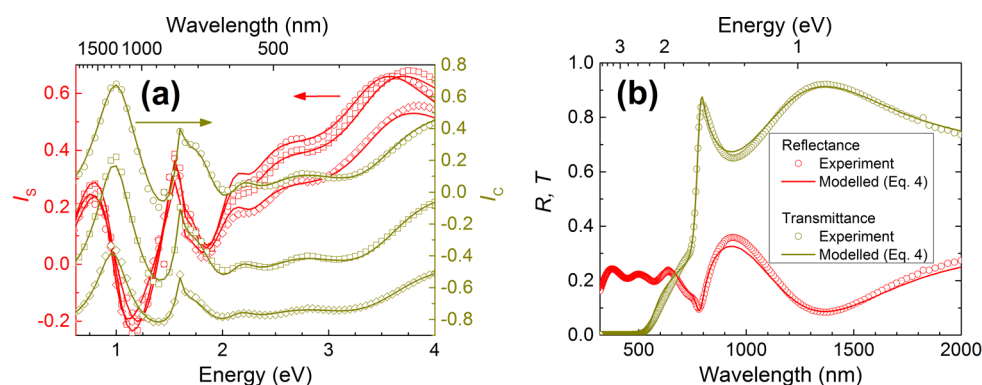 Wavelength (nm)
1500 1000 500
(a)
0.6
0.4
0.2
0.0
-0.2
I_s
0.8
0.6
0.4
0.2
0.0
-0.2
-0.4
-0.6
-0.8
I_c
1 2 3 4
Energy (eV)
Energy (eV)
3 2 1
(b)
1.0
0.8
0.6
0.4
0.2
0.0
R, T
Reflectance
Experiment
Modelled (Eq. 4)
Transmittance
Experiment
Modelled (Eq. 4)
500 1000 1500 2000
Wavelength (nm)